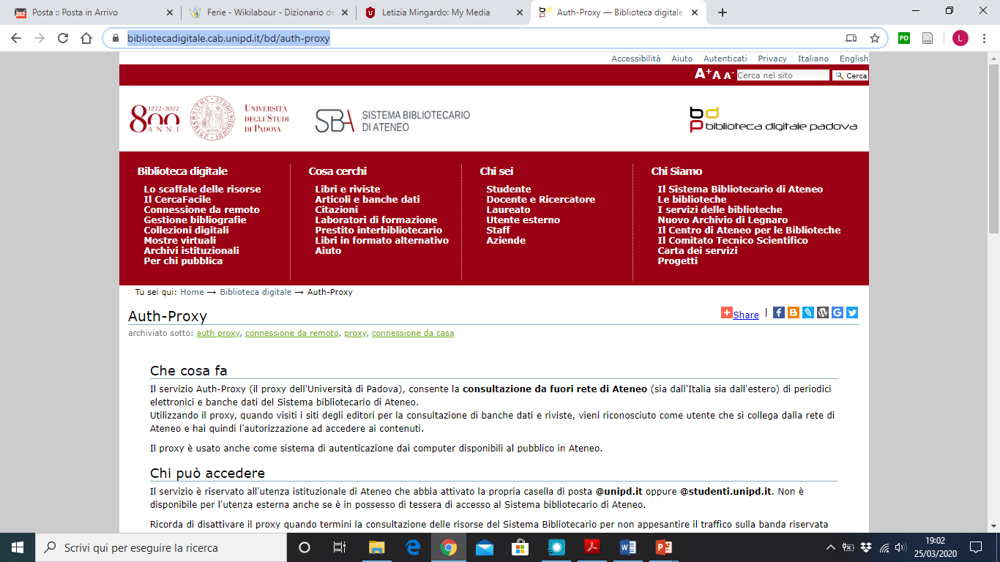 202
Posta :: Posta in Arrivo
Ferie - Wikilabour - Dizionario de
Letizia Mingardo: My Media
Auth-Proxy — Biblioteca digitale
bibliotecadigitale.cab.unipd.it/bd/auth-proxy
PD
L
Accessibilità Aiuto Autenticati Privacy Italiano English
A+ A A- Cerca nel sito Cerca
1222-2022
800
ANNI
UNIVERSITÀ
DEGLI STUDI
DI PADOVA
SBA
SISTEMA BIBLIOTECARIO
DI ATENEO
bd
p biblioteca digitale padova
Biblioteca digitale
Lo scaffale delle risorse
Il CercaFacile
Connessione da remoto
Gestione bibliografie
Collezioni digitali
Mostre virtuali
Archivi istituzionali
Per chi pubblica
Cosa cerchi
Libri e riviste
Articoli e banche dati
Citazioni
Laboratori di formazione
Prestito interbibliotecario
Libri in formato alternativo
Aiuto
Chi sei
Studente
Docente e Ricercatore
Laureato
Utente esterno
Staff
Aziende
Chi Siamo
Il Sistema Bibliotecario di Ateneo
Le biblioteche
I servizi delle biblioteche
Nuovo Archivio di Legnaro
Il Centro di Ateneo per le Biblioteche
Il Comitato Tecnico Scientifico
Carta dei servizi
Progetti
Tu sei qui: Home → Biblioteca digitale → Auth-Proxy
Auth-Proxy
Share |
archiviato sotto: auth proxy, connessione da remoto, proxy, connessione da casa
Che cosa fa
Il servizio Auth-Proxy (il proxy dell'Università di Padova), consente la consultazione da fuori rete di Ateneo (sia dall'Italia sia dall'estero) di periodici
elettronici e banche dati del Sistema bibliotecario di Ateneo.
Utilizzando il proxy, quando visiti i siti degli editori per la consultazione di banche dati e riviste, vieni riconosciuto come utente che si collega dalla rete di
Ateneo e hai quindi l'autorizzazione ad accedere ai contenuti.
Il proxy è usato anche come sistema di autenticazione dai computer disponibili al pubblico in Ateneo.
Chi può accedere
Il servizio è riservato all'utenza istituzionale di Ateneo che abbia attivato la propria casella di posta @unipd.it oppure @studenti.unipd.it. Non è
disponibile per l'utenza esterna anche se è in possesso di tessera di accesso al Sistema bibliotecario di Ateneo.
Ricorda di disattivare il proxy quando termini la consultazione delle risorse del Sistema Bibliotecario per non appesantire il traffico sulla banda riservata
Scrivi qui per eseguire la ricerca
19:02
25/03/2020